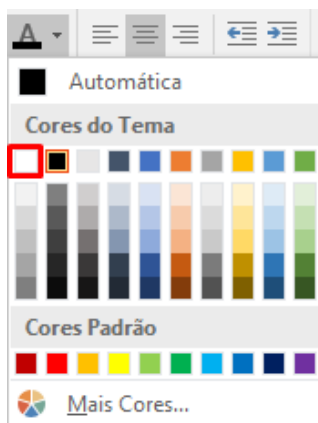 A
Automática
Cores do Tema
Cores Padrão
Mais Cores...